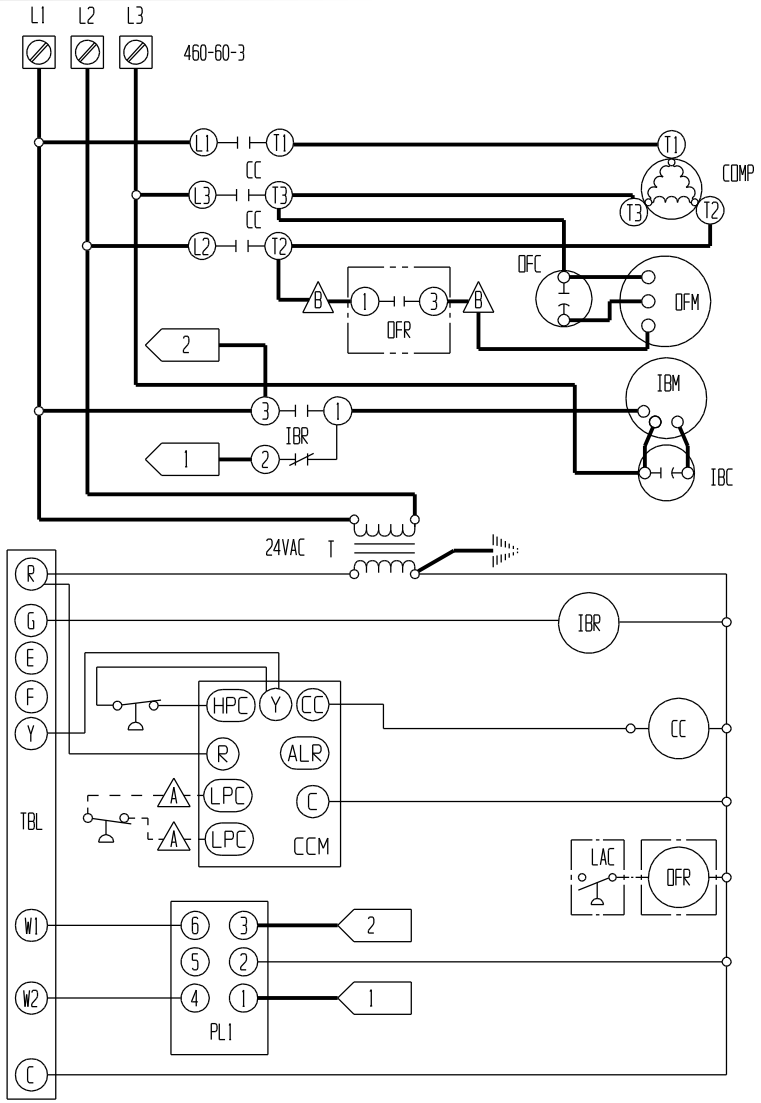 L1 L2 L3
460-60-3
L1 T1 T1
CC COMP
L3 T3 T3 T2
CC
L2 T2
OFC
B 1 3 B OFM
OFR
2
IBM
3 1
IBR
1 2
IBC
24VAC T
R
G IBR
E
F
HPC Y CC
Y CC
R ALR
A LPC
C
TBL
A LPC CCM
LAC
OFR
W1 6 3 2
5 2
W2 4 1 1
PL1
C